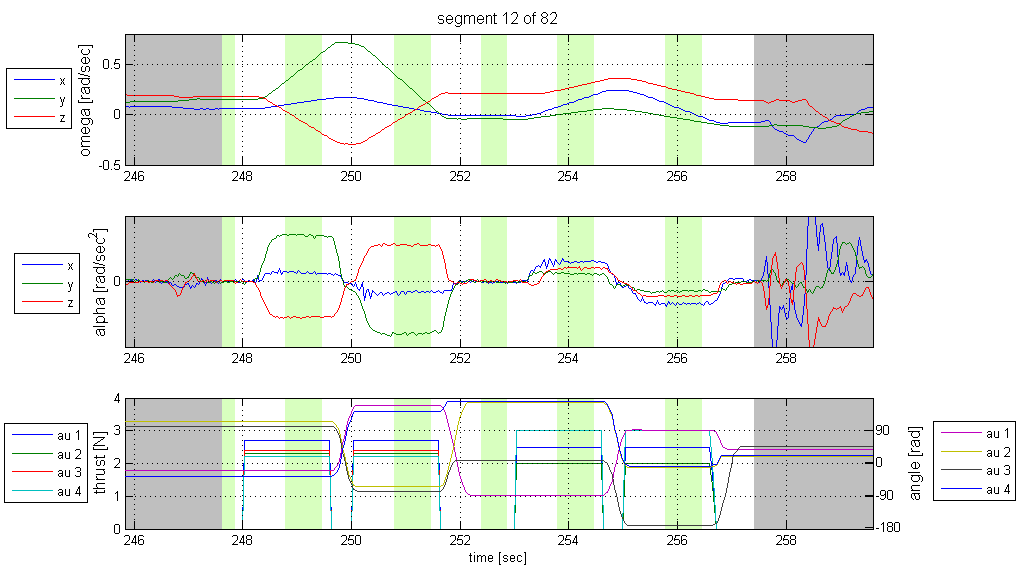 segment 12 of 82
omega [rad/sec]
x
y
z
0.5
0
-0.5
246 248 250 252 254 256 258
alpha [rad/sec²]
x
y
z
0
246 248 250 252 254 256 258
thrust [N]
au 1
au 2
au 3
au 4
4
3
2
1
0
246 248 250 252 254 256 258
time [sec]
90
0
-90
-180
angle [rad]
au 1
au 2
au 3
au 4